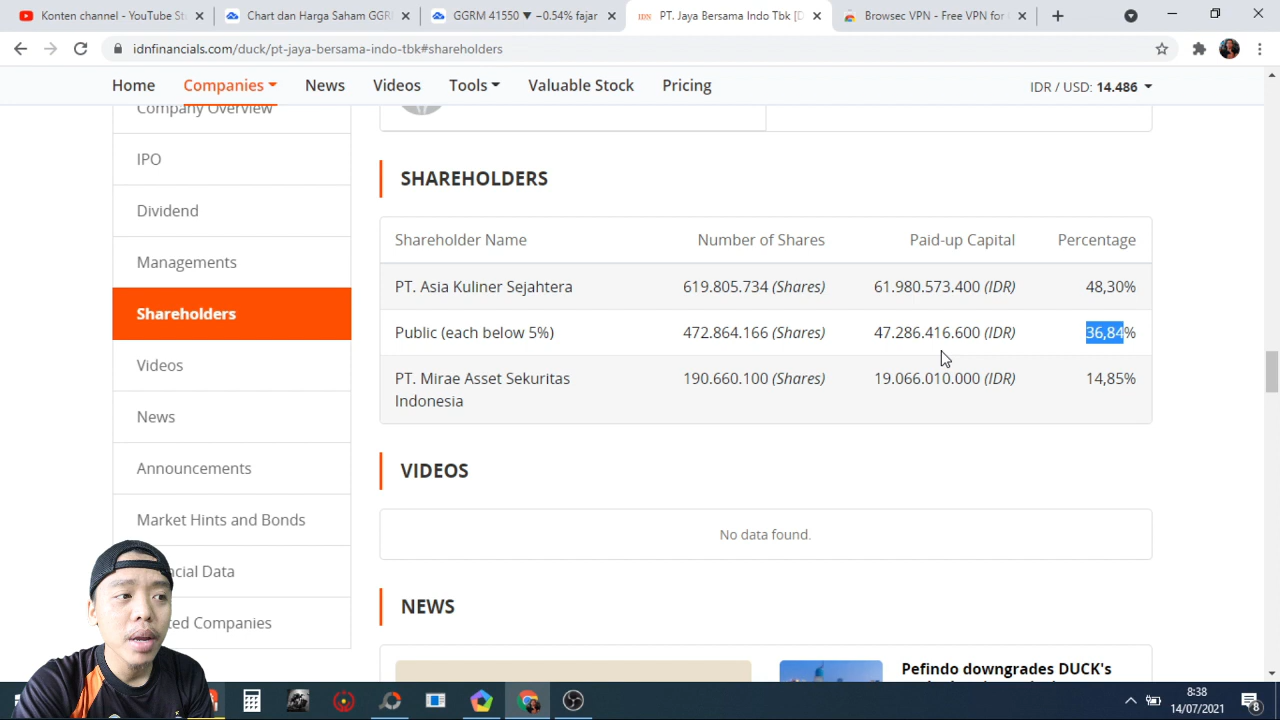 Konten channel - YouTube St
Chart dan Harga Saham GGR
GGRM 41550 ▼ −0.54% fajar
IDN PT. Jaya Bersama Indo Tbk [D
Browsec VPN - Free VPN for
idnfinancials.com/duck/pt-jaya-bersama-indo-tbk#shareholders
Home Companies News Videos Tools Valuable Stock Pricing IDR / USD: 14.486
Company Overview
IPO
Dividend
Managements
Shareholders
Videos
News
Announcements
Market Hints and Bonds
ncial Data
ed Companies
SHAREHOLDERS
Shareholder Name Number of Shares Paid-up Capital Percentage
PT. Asia Kuliner Sejahtera 619.805.734 (Shares) 61.980.573.400 (IDR) 48,30%
Public (each below 5%) 472.864.166 (Shares) 47.286.416.600 (IDR) 36,84%
PT. Mirae Asset Sekuritas 190.660.100 (Shares) 19.066.010.000 (IDR) 14,85%
Indonesia
VIDEOS
No data found.
NEWS
Pefindo downgrades DUCK's
8:38
14/07/2021
8